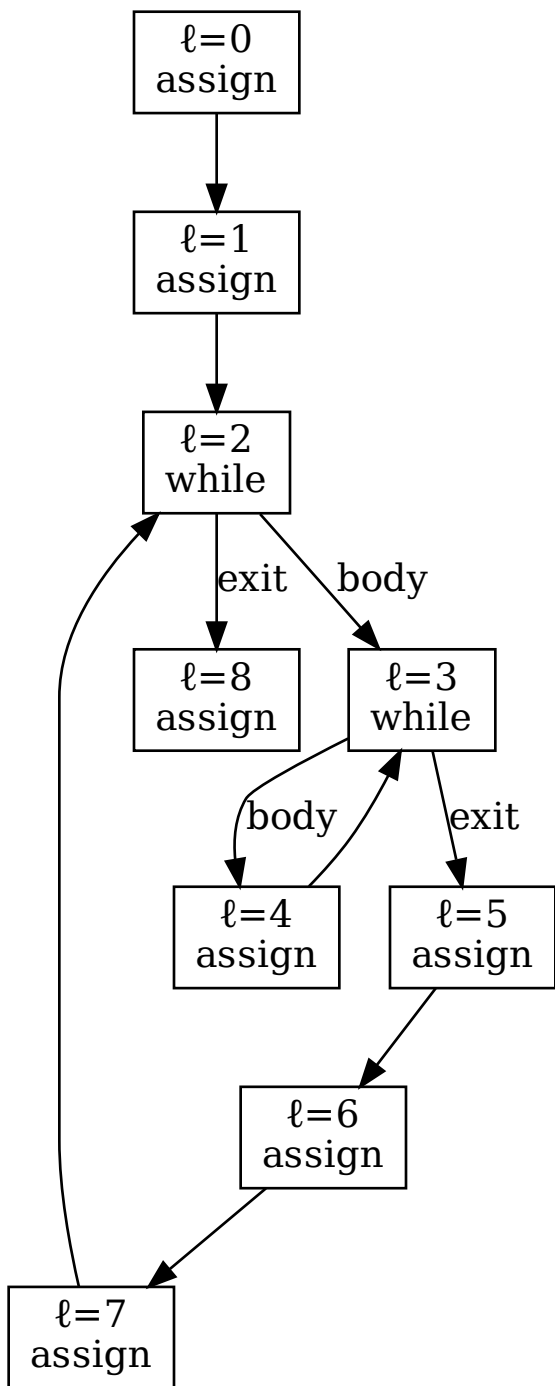 ℓ=0
assign
ℓ=1
assign
ℓ=2
while
exit
body
ℓ=8
assign
ℓ=3
while
body
exit
ℓ=4
assign
ℓ=5
assign
ℓ=6
assign
ℓ=7
assign